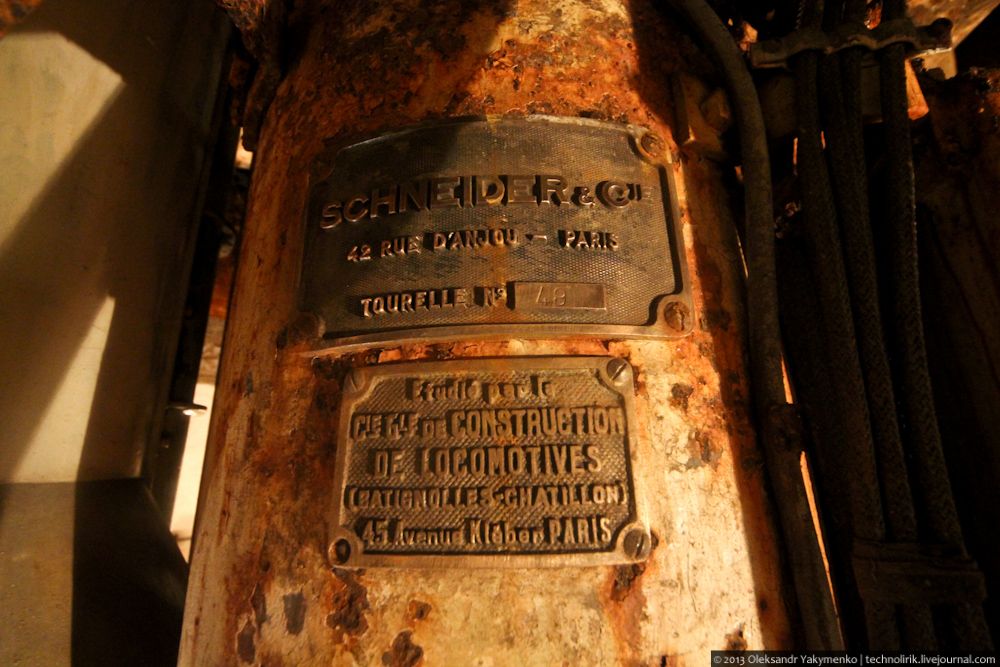 SCHNEIDER & CIE
42 RUE D'ANJOU - PARIS
TOURELLE No 48
Etudié par la
CIE GLE DE CONSTRUCTION
DE LOCOMOTIVES
(BATIGNOLLES-CHATILLON)
45 Avenue Kléber PARIS
© 2013 Oleksandr Yakymenko | technolirik.livejournal.com